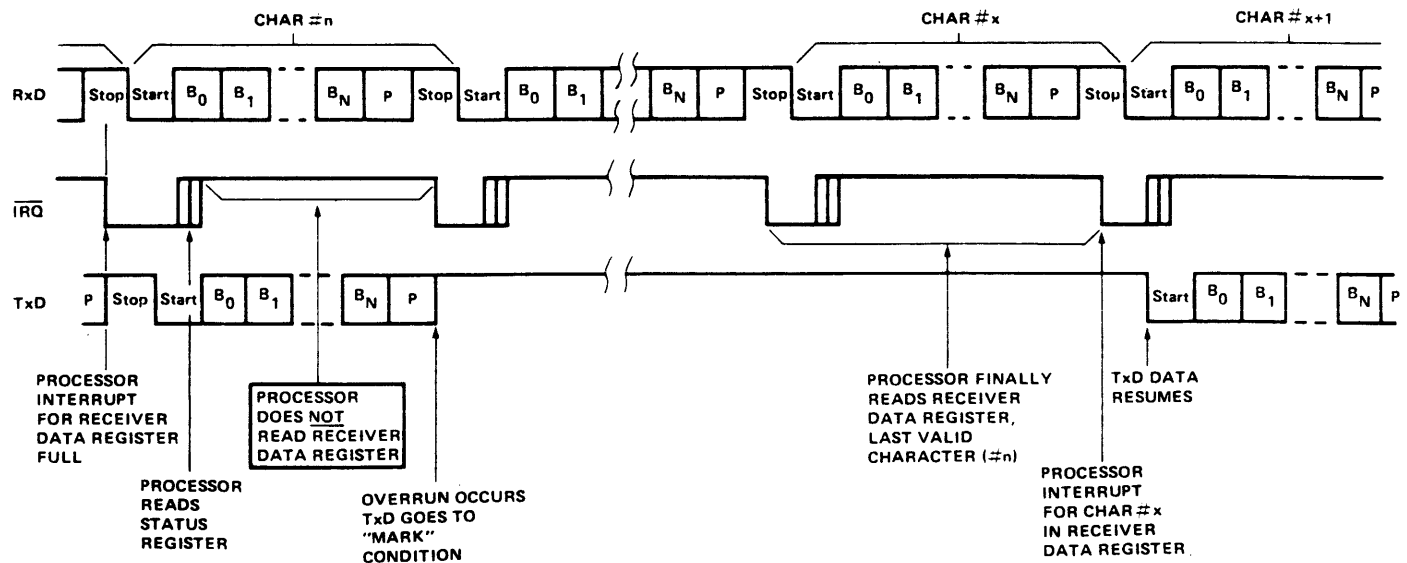 CHAR #n
CHAR #x
CHAR #x+1
RxD Stop Start B0 B1 BN P Stop Start B0 B1 BN P Stop Start B0 B1 BN P Stop Start B0 B1 BN P
IRQ
TxD P Stop Start B0 B1 BN P Start B0 B1 BN P
PROCESSOR
INTERRUPT
FOR RECEIVER
DATA REGISTER
FULL
PROCESSOR
READS
STATUS
REGISTER
PROCESSOR
DOES NOT
READ RECEIVER
DATA REGISTER
OVERRUN OCCURS
TxD GOES TO
"MARK"
CONDITION
PROCESSOR FINALLY
READS RECEIVER
DATA REGISTER,
LAST VALID
CHARACTER (#n)
PROCESSOR
INTERRUPT
FOR CHAR #x
IN RECEIVER
DATA REGISTER
TxD DATA
RESUMES